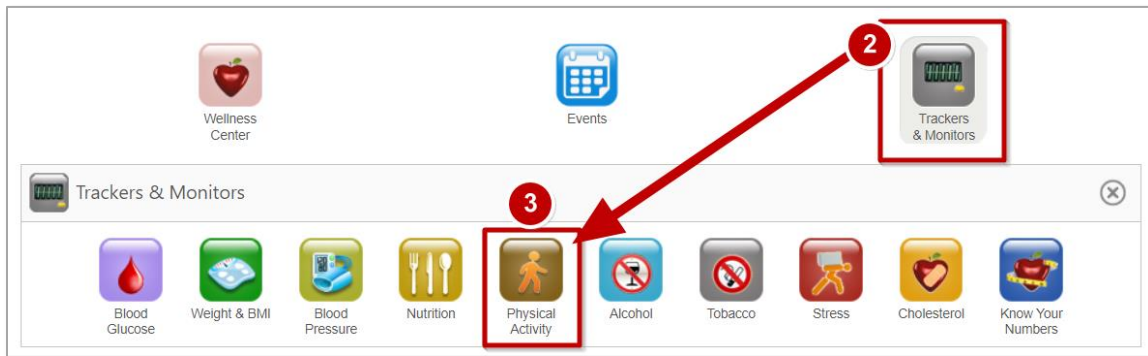 2
Wellness
Center
Events
Trackers
& Monitors
Trackers & Monitors
3
Blood
Glucose
Weight & BMI
Blood
Pressure
Nutrition
Physical
Activity
Alcohol
Tobacco
Stress
Cholesterol
Know Your
Numbers